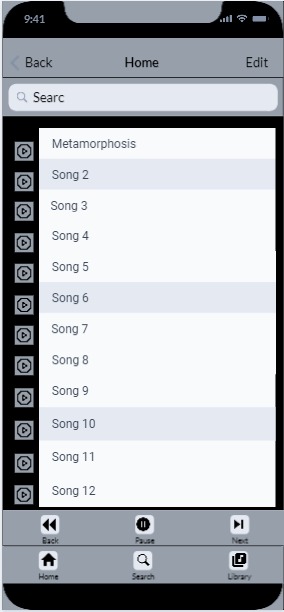 9:41
Back Home Edit
Searc
Metamorphosis
Song 2
Song 3
Song 4
Song 5
Song 6
Song 7
Song 8
Song 9
Song 10
Song 11
Song 12
Back Pause Next
Home Search Library